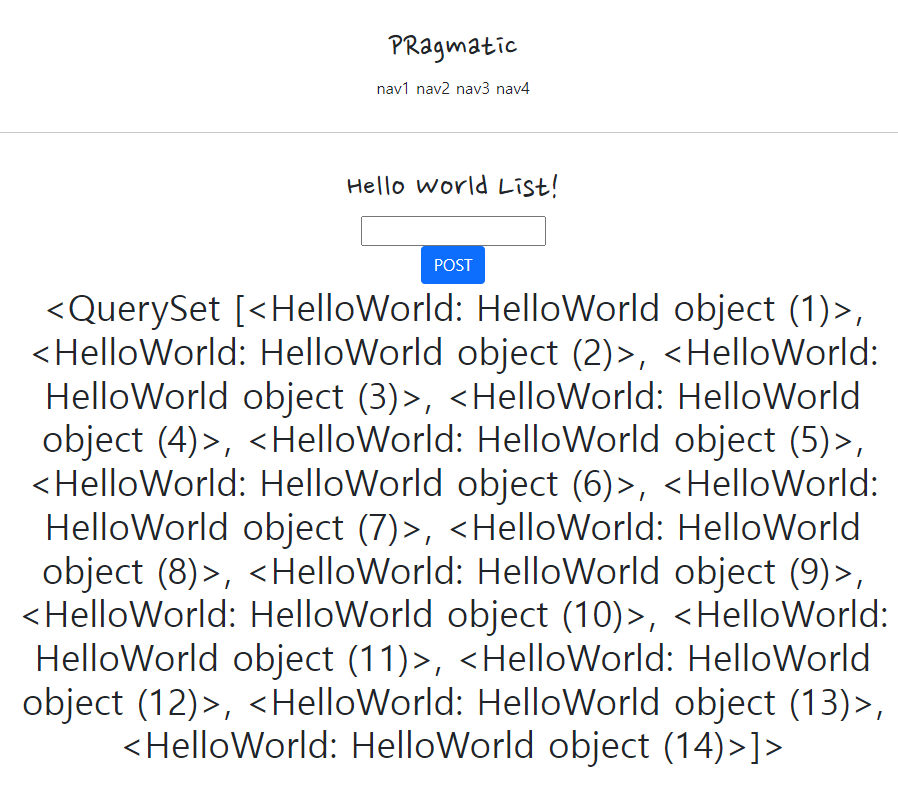 PRagmatic
nav1 nav2 nav3 nav4
Hello World List!
POST
<QuerySet [<HelloWorld: HelloWorld object (1)>,
<HelloWorld: HelloWorld object (2)>, <HelloWorld:
HelloWorld object (3)>, <HelloWorld: HelloWorld
object (4)>, <HelloWorld: HelloWorld object (5)>,
<HelloWorld: HelloWorld object (6)>, <HelloWorld:
HelloWorld object (7)>, <HelloWorld: HelloWorld
object (8)>, <HelloWorld: HelloWorld object (9)>,
<HelloWorld: HelloWorld object (10)>, <HelloWorld:
HelloWorld object (11)>, <HelloWorld: HelloWorld
object (12)>, <HelloWorld: HelloWorld object (13)>,
<HelloWorld: HelloWorld object (14)>]>